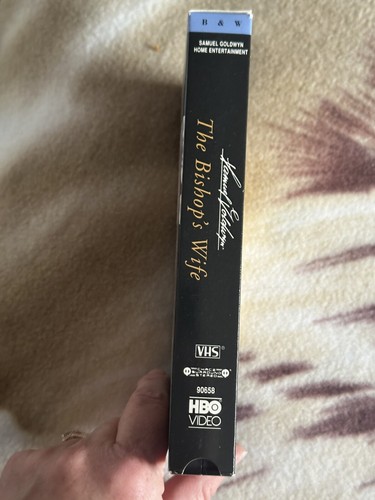 B & W
SAMUEL GOLDWYN
HOME ENTERTAINMENT
Samuel Goldwyn
The Bishop's Wife
VHS®
90658
HBO
VIDEO